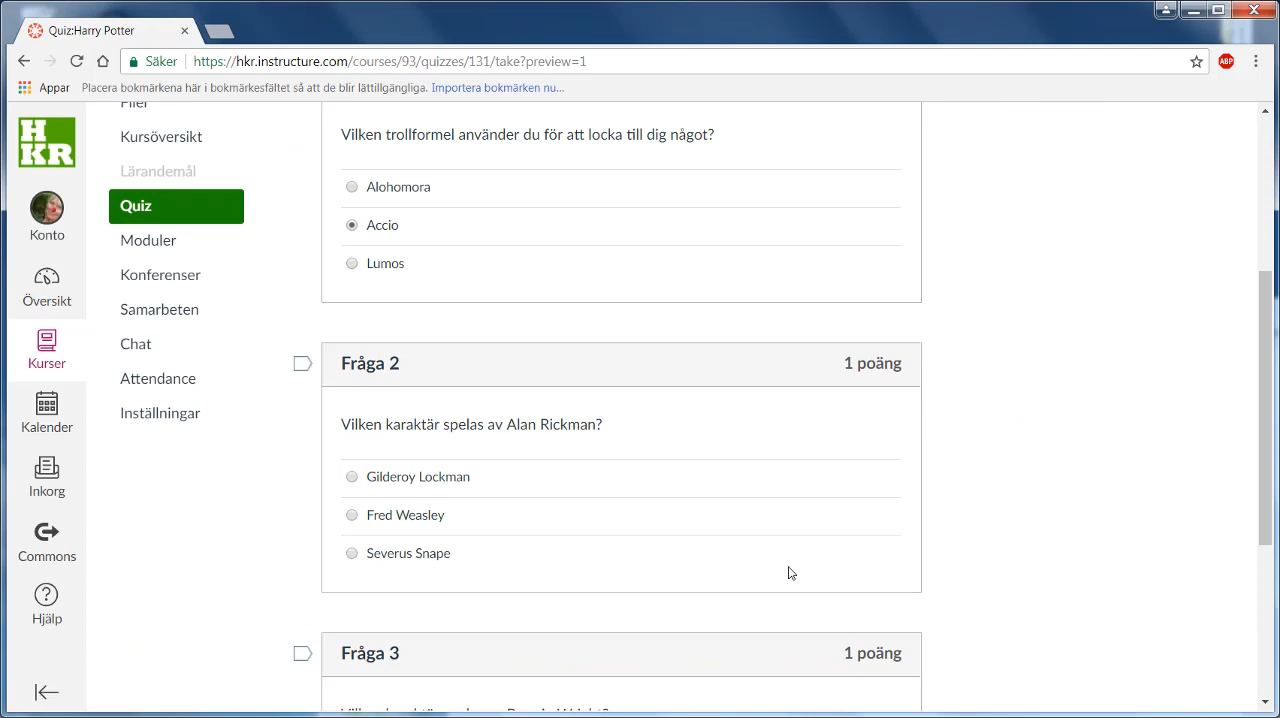 Quiz:Harry Potter
Säker
https://hkr.instructure.com/courses/93/quizzes/131/take?preview=1
ABP
Appar
Placera bokmärkena här i bokmärkesfältet så att de blir lättillgängliga. Importera bokmärken nu...
HKR
Konto
Översikt
Kurser
Kalender
Inkorg
Commons
Hjälp
Filer
Kursöversikt
Lärandemål
Quiz
Moduler
Konferenser
Samarbeten
Chat
Attendance
Inställningar
Vilken trollformel använder du för att locka till dig något?
Alohomora
Accio
Lumos
Fråga 2
1 poäng
Vilken karaktär spelas av Alan Rickman?
Gilderoy Lockman
Fred Weasley
Severus Snape
Fråga 3
1 poäng